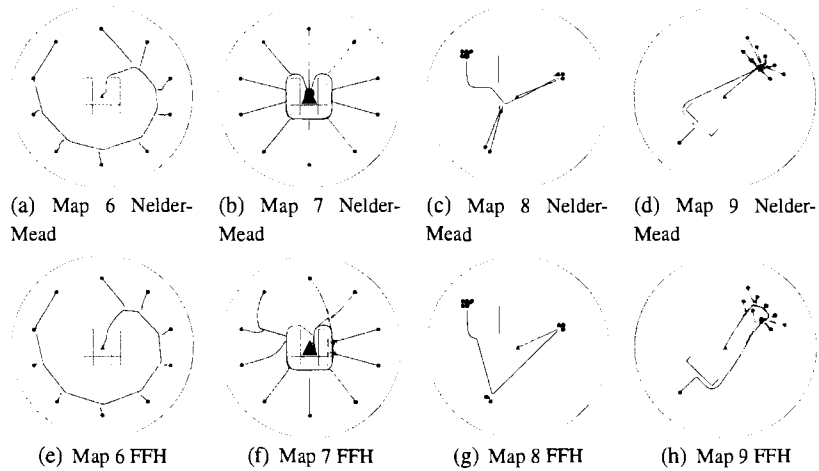 (a) Map 6 Nelder-
Mead
(b) Map 7 Nelder-
Mead
(c) Map 8 Nelder-
Mead
(d) Map 9 Nelder-
Mead
(e) Map 6 FFH
(f) Map 7 FFH
(g) Map 8 FFH
(h) Map 9 FFH